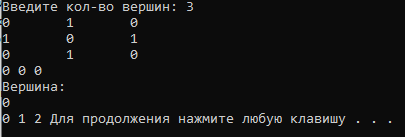 Введите кол-во вершин: 3
0 1 0
1 0 1
0 1 0
0 0 0
Вершина:
0
0 1 2 Для продолжения нажмите любую клавишу . . .